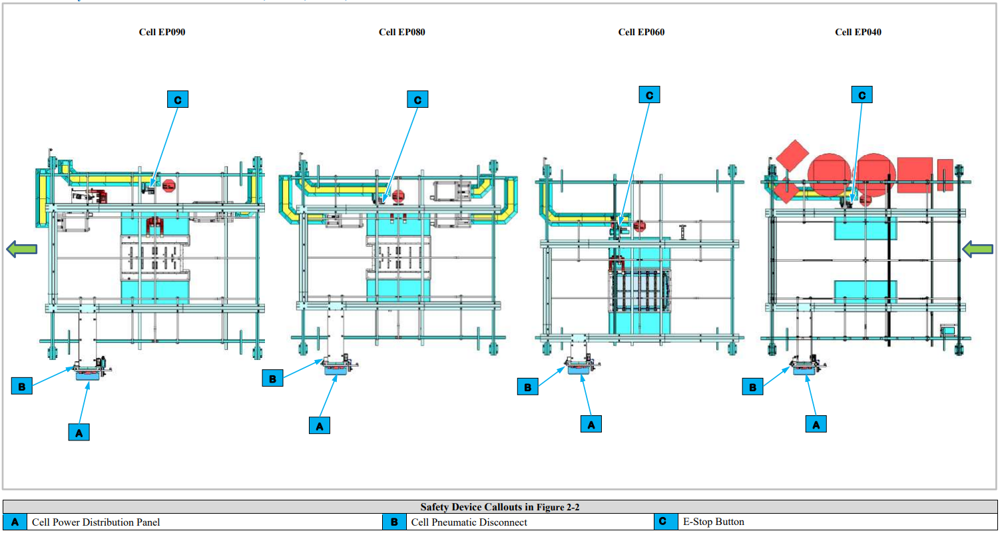 Cell EP090
Cell EP080
Cell EP060
Cell EP040
C
C
C
C
B
B
B
B
A
A
A
A
Safety Device Callouts in Figure 2-2
A Cell Power Distribution Panel B Cell Pneumatic Disconnect C E-Stop Button